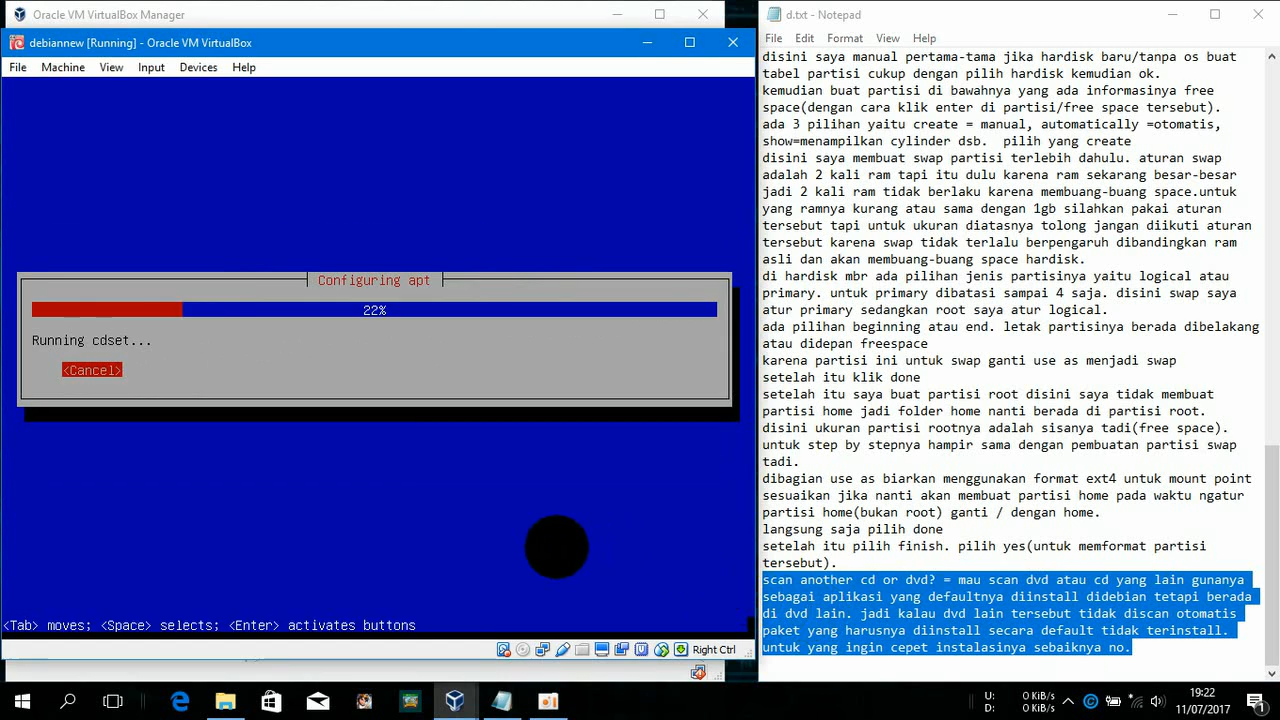 Oracle VM VirtualBox Manager
debiannew [Running] - Oracle VM VirtualBox
File Machine View Input Devices Help
Configuring apt
22%
Running cdset...
<Cancel>
<Tab> moves; <Space> selects; <Enter> activates buttons
Right Ctrl
d.txt - Notepad
File Edit Format View Help
disini saya manual pertama-tama jika hardisk baru/tanpa os buat
tabel partisi cukup dengan pilih hardisk kemudian ok.
kemudian buat partisi di bawahnya yang ada informasinya free
space(dengan cara klik enter di partisi/free space tersebut).
ada 3 pilihan yaitu create = manual, automatically =otomatis,
show=menampilkan cylinder dsb.  pilih yang create
disini saya membuat swap partisi terlebih dahulu. aturan swap
adalah 2 kali ram tapi itu dulu karena ram sekarang besar-besar
jadi 2 kali ram tidak berlaku karena membuang-buang space.untuk
yang ramnya kurang atau sama dengan 1gb silahkan pakai aturan
tersebut tapi untuk ukuran diatasnya tolong jangan diikuti aturan
tersebut karena swap tidak terlalu berpengaruh dibandingkan ram
asli dan akan membuang-buang space hardisk.
di hardisk mbr ada pilihan jenis partisinya yaitu logical atau
primary. untuk primary dibatasi sampai 4 saja. disini swap saya
atur primary sedangkan root saya atur logical.
ada pilihan beginning atau end. letak partisinya berada dibelakang
atau didepan freespace
karena partisi ini untuk swap ganti use as menjadi swap
setelah itu klik done
setelah itu saya buat partisi root disini saya tidak membuat
partisi home jadi folder home nanti berada di partisi root.
disini ukuran partisi rootnya adalah sisanya tadi(free space).
untuk step by stepnya hampir sama dengan pembuatan partisi swap
tadi.
dibagian use as biarkan menggunakan format ext4 untuk mount point
sesuaikan jika nanti akan membuat partisi home pada waktu ngatur
partisi home(bukan root) ganti / dengan home.
langsung saja pilih done
setelah itu pilih finish. pilih yes(untuk memformat partisi
tersebut).
scan another cd or dvd? = mau scan dvd atau cd yang lain gunanya
sebagai aplikasi yang defaultnya diinstall didebian tetapi berada
di dvd lain. jadi kalau dvd lain tersebut tidak discan otomatis
paket yang harusnya diinstall secara default tidak terinstall.
untuk yang ingin cepet instalasinya sebaiknya no.
U: 0 KiB/s
D: 0 KiB/s
19:22
11/07/2017
1